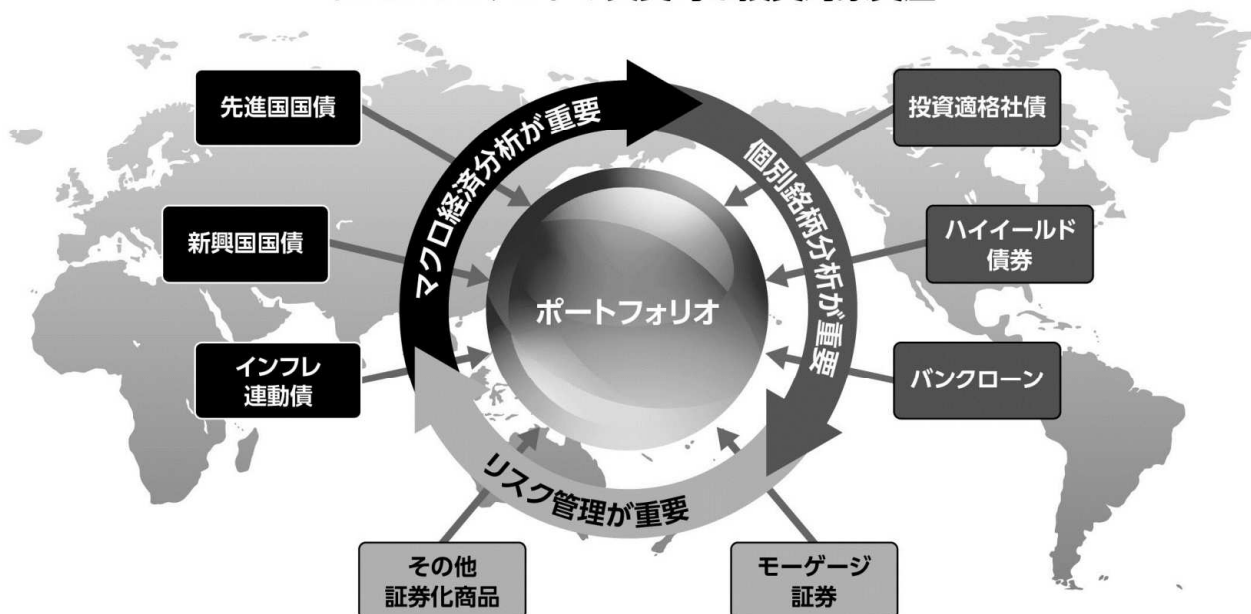 先進国国債
新興国国債
インフレ
連動債
マクロ経済分析が重要
ポートフォリオ
個別銘柄分析が重要
投資適格社債
ハイイールド
債券
バンクローン
リスク管理が重要
その他
証券化商品
モーゲージ
証券